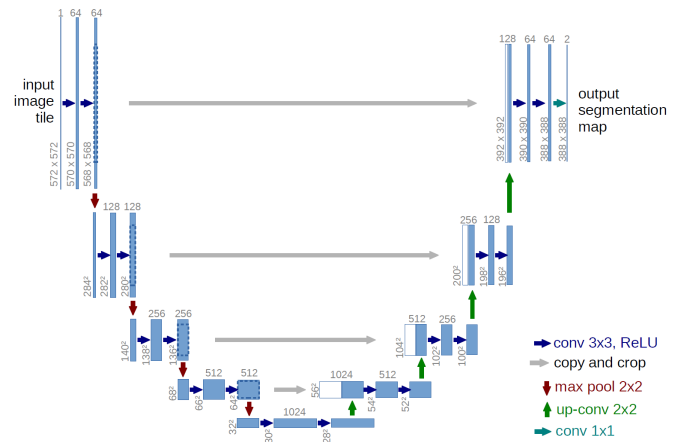 1 64 64
128 64 64 2
input
image
tile
output
segmentation
map
572 x 572
570 x 570
568 x 568
392 x 392
390 x 390
388 x 388
388 x 388
128 128
256 128
284²
282²
280²
200²
198²
196²
256 256
512 256
140²
138²
136²
104²
102²
100²
512 512
1024 512
68²
66²
64²
56²
54²
52²
1024
32²
30²
28²
conv 3x3, ReLU
copy and crop
max pool 2x2
up-conv 2x2
conv 1x1